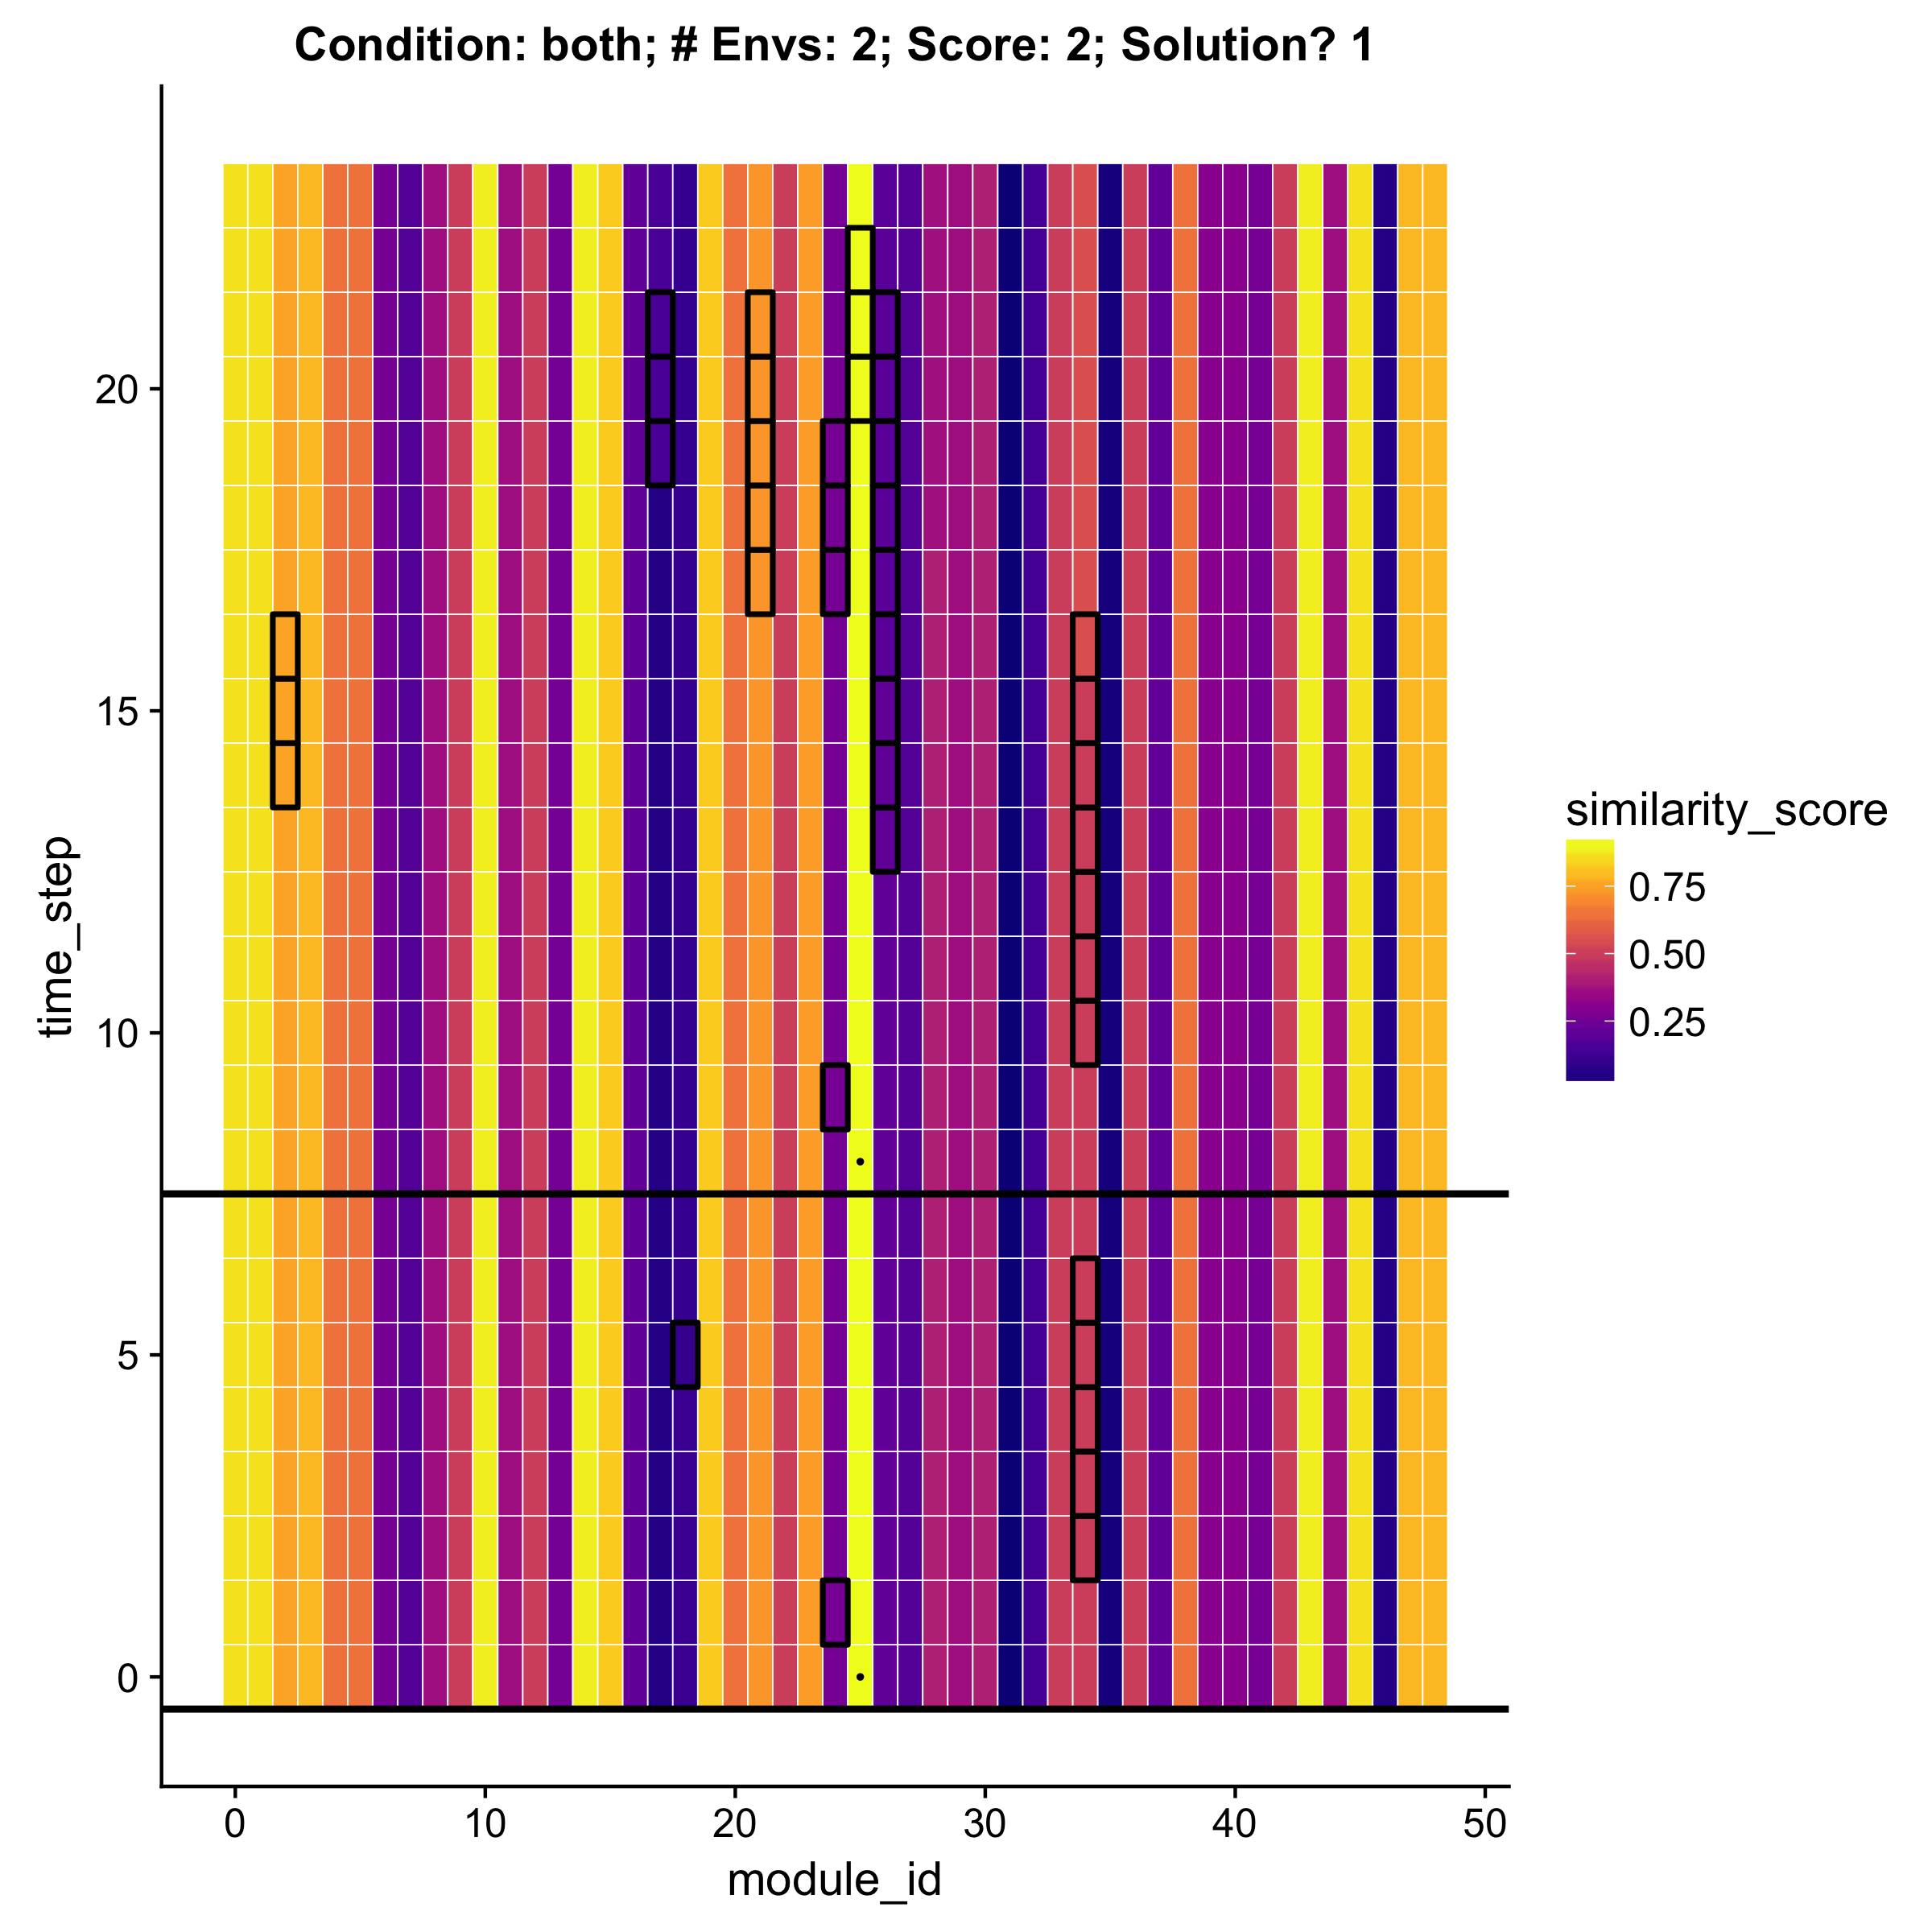 Condition: both; # Envs: 2; Score: 2; Solution? 1
time_step
20
15
10
5
0
0 10 20 30 40 50
module_id
similarity_score
0.75
0.50
0.25